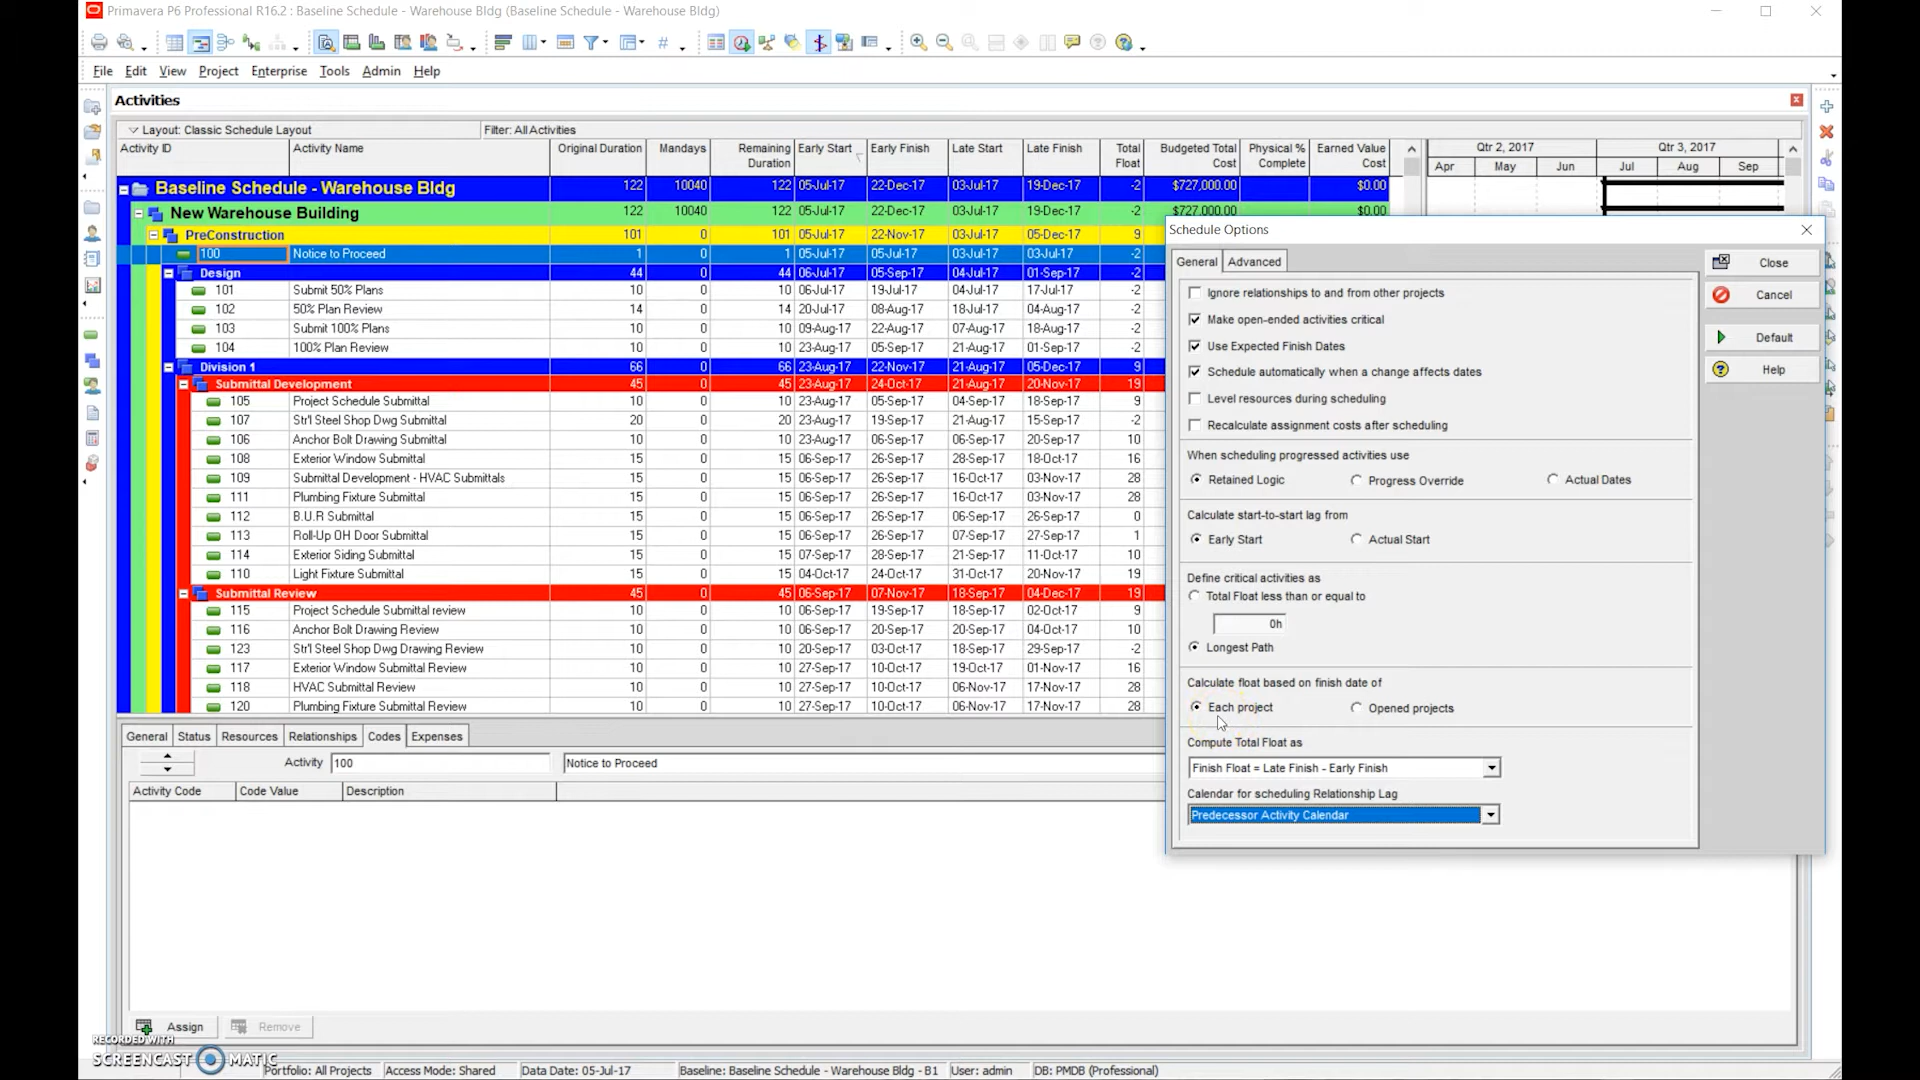 Primavera P6 Professional R16.2 : Baseline Schedule - Warehouse Bldg (Baseline Schedule - Warehouse Bldg)
File Edit View Project Enterprise Tools Admin Help
Activities
Layout: Classic Schedule Layout Filter: All Activities
Activity ID Activity Name Original Duration Mandays Remaining Duration Early Start Early Finish Late Start Late Finish Total Float Budgeted Total Cost Physical % Complete Earned Value Cost
Qtr 2, 2017 Qtr 3, 2017
Apr May Jun Jul Aug Sep
Baseline Schedule - Warehouse Bldg 122 10040 122 05-Jul-17 22-Dec-17 03-Jul-17 19-Dec-17 -2 $727,000.00 $0.00
New Warehouse Building 122 10040 122 05-Jul-17 22-Dec-17 03-Jul-17 19-Dec-17 -2 $727,000.00 $0.00
PreConstruction 101 0 101 05-Jul-17 22-Nov-17 03-Jul-17 05-Dec-17 9
100 Notice to Proceed 1 0 1 05-Jul-17 05-Jul-17 03-Jul-17 03-Jul-17 -2
Design 44 0 44 06-Jul-17 05-Sep-17 04-Jul-17 01-Sep-17 -2
101 Submit 50% Plans 10 0 10 06-Jul-17 19-Jul-17 04-Jul-17 17-Jul-17 -2
102 50% Plan Review 14 0 14 20-Jul-17 08-Aug-17 18-Jul-17 04-Aug-17 -2
103 Submit 100% Plans 10 0 10 09-Aug-17 22-Aug-17 07-Aug-17 18-Aug-17 -2
104 100% Plan Review 10 0 10 23-Aug-17 05-Sep-17 21-Aug-17 01-Sep-17 -2
Division 1 66 0 66 23-Aug-17 22-Nov-17 21-Aug-17 05-Dec-17 9
Submittal Development 45 0 45 23-Aug-17 24-Oct-17 21-Aug-17 20-Nov-17 19
105 Project Schedule Submittal 10 0 10 23-Aug-17 05-Sep-17 04-Sep-17 18-Sep-17 9
107 Str'l Steel Shop Dwg Submittal 20 0 20 23-Aug-17 19-Sep-17 21-Aug-17 15-Sep-17 -2
106 Anchor Bolt Drawing Submittal 10 0 10 23-Aug-17 06-Sep-17 06-Sep-17 20-Sep-17 10
108 Exterior Window Submittal 15 0 15 06-Sep-17 26-Sep-17 28-Sep-17 18-Oct-17 16
109 Submittal Development - HVAC Submittals 15 0 15 06-Sep-17 26-Sep-17 16-Oct-17 03-Nov-17 28
111 Plumbing Fixture Submittal 15 0 15 06-Sep-17 26-Sep-17 16-Oct-17 03-Nov-17 28
112 B.U.R Submittal 15 0 15 06-Sep-17 26-Sep-17 06-Sep-17 26-Sep-17 0
113 Roll-Up OH Door Submittal 15 0 15 06-Sep-17 26-Sep-17 07-Sep-17 27-Sep-17 1
114 Exterior Siding Submittal 15 0 15 07-Sep-17 28-Sep-17 21-Sep-17 11-Oct-17 10
110 Light Fixture Submittal 15 0 15 04-Oct-17 24-Oct-17 31-Oct-17 20-Nov-17 19
Submittal Review 45 0 45 06-Sep-17 07-Nov-17 18-Sep-17 04-Dec-17 19
115 Project Schedule Submittal review 10 0 10 06-Sep-17 19-Sep-17 18-Sep-17 02-Oct-17 9
116 Anchor Bolt Drawing Review 10 0 10 06-Sep-17 20-Sep-17 20-Sep-17 04-Oct-17 10
123 Str'l Steel Shop Dwg Drawing Review 10 0 10 20-Sep-17 03-Oct-17 18-Sep-17 29-Sep-17 -2
117 Exterior Window Submittal Review 10 0 10 27-Sep-17 10-Oct-17 19-Oct-17 01-Nov-17 16
118 HVAC Submittal Review 10 0 10 27-Sep-17 10-Oct-17 06-Nov-17 17-Nov-17 28
120 Plumbing Fixture Submittal Review 10 0 10 27-Sep-17 10-Oct-17 06-Nov-17 17-Nov-17 28
Schedule Options
General Advanced
Close
Cancel
Default
Help
Ignore relationships to and from other projects
Make open-ended activities critical
Use Expected Finish Dates
Schedule automatically when a change affects dates
Level resources during scheduling
Recalculate assignment costs after scheduling
When scheduling progressed activities use
Retained Logic Progress Override Actual Dates
Calculate start-to-start lag from
Early Start Actual Start
Define critical activities as
Total Float less than or equal to
0h
Longest Path
Calculate float based on finish date of
Each project Opened projects
Compute Total Float as
Finish Float = Late Finish - Early Finish
Calendar for scheduling Relationship Lag
Predecessor Activity Calendar
General Status Resources Relationships Codes Expenses
Activity 100 Notice to Proceed
Activity Code Code Value Description
Assign Remove
RECORDED WITH
SCREENCAST MATIC
Portfolio: All Projects Access Mode: Shared Data Date: 05-Jul-17 Baseline: Baseline Schedule - Warehouse Bldg - B1 User: admin DB: PMDB (Professional)